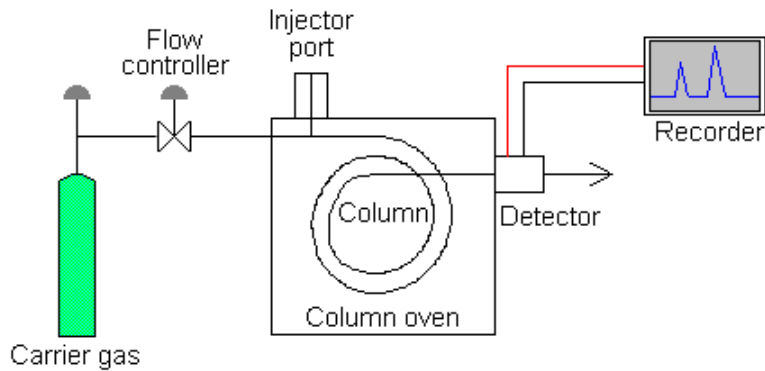 Injector
port
Flow
controller
Recorder
Column
Detector
Column oven
Carrier gas